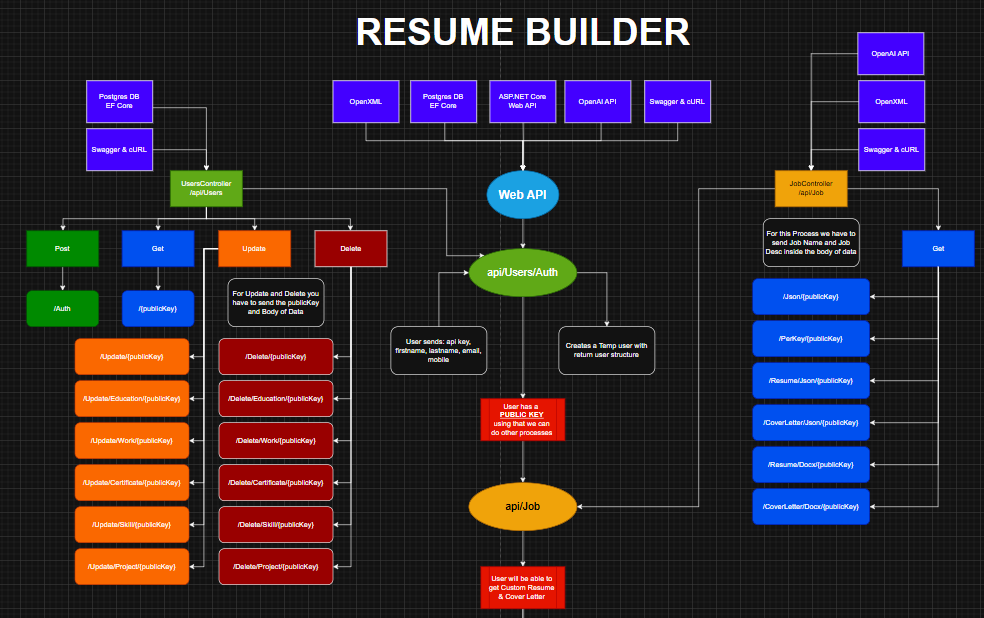 RESUME BUILDER
Postgres DB
EF Core
Swagger & cURL
UsersController
/api/Users
Post
Get
Update
Delete
/Auth
/{publicKey}
For Update and Delete you
have to send the publicKey
and Body of Data
/Update/{publicKey}
/Update/Education/{publicKey}
/Update/Work/{publicKey}
/Update/Certificate/{publicKey}
/Update/Skill/{publicKey}
/Update/Project/{publicKey}
/Delete/{publicKey}
/Delete/Education/{publicKey}
/Delete/Work/{publicKey}
/Delete/Certificate/{publicKey}
/Delete/Skill/{publicKey}
/Delete/Project/{publicKey}
OpenXML
Postgres DB
EF Core
ASP.NET Core
Web API
OpenAI API
Swagger & cURL
Web API
api/Users/Auth
User sends: api key,
firstname, lastname, email,
mobile
Creates a Temp user with
return user structure
User has a
PUBLIC KEY
using that we can
do other processes
api/Job
User will be able to
get Custom Resume
& Cover Letter
OpenAI API
OpenXML
Swagger & cURL
JobController
/api/Job
For this Process we have to
send Job Name and Job
Desc inside the body of data
Get
/Json/{publicKey}
/PerKey/{publicKey}
/Resume/Json/{publicKey}
/CoverLetter/Json/{publicKey}
/Resume/Docx/{publicKey}
/CoverLetter/Docx/{publicKey}